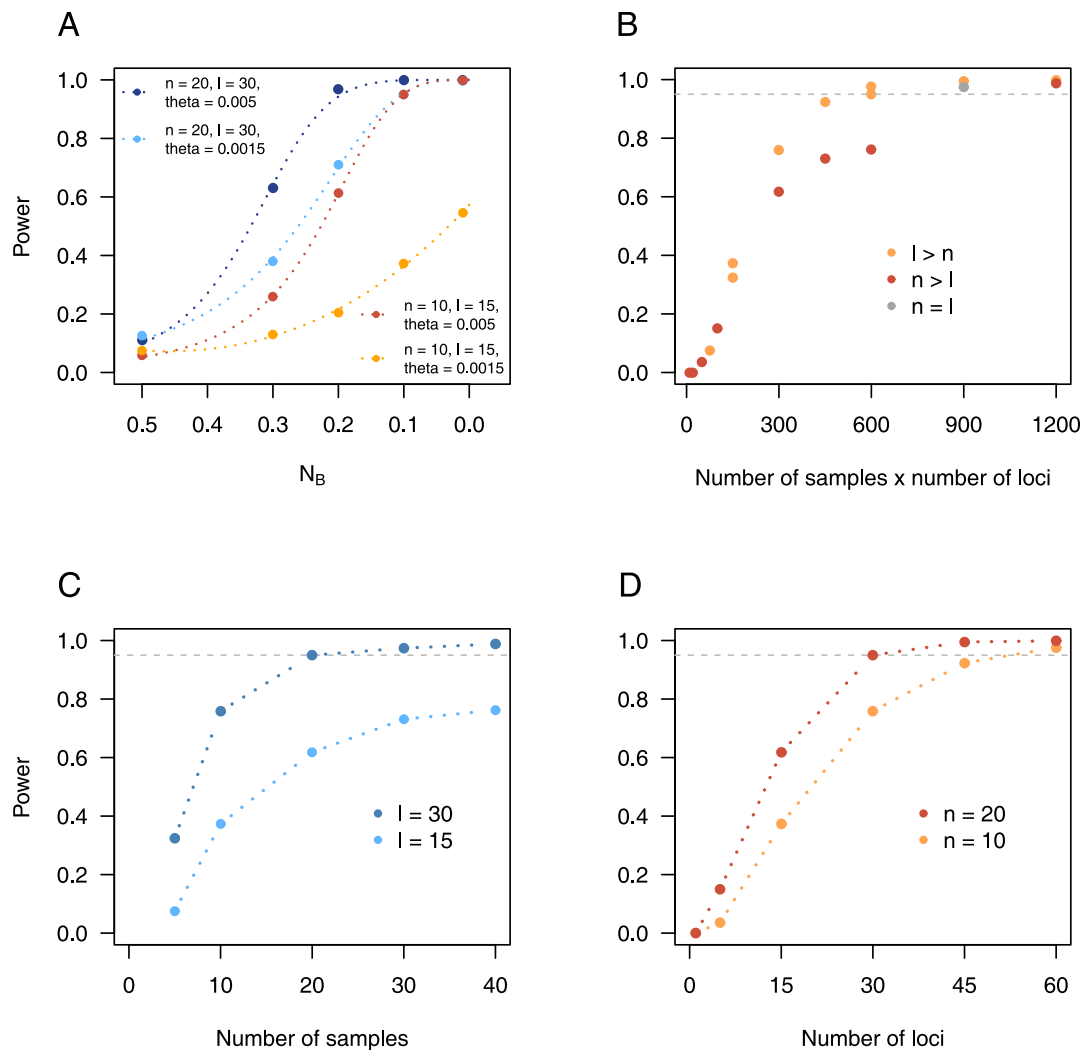 A
1.0
0.8
0.6
0.4
0.2
0.0
Power
n = 20, l = 30,
theta = 0.005
n = 20, l = 30,
theta = 0.0015
n = 10, l = 15,
theta = 0.005
n = 10, l = 15,
theta = 0.0015
0.5 0.4 0.3 0.2 0.1 0.0
N_B
B
1.0
0.8
0.6
0.4
0.2
0.0
l > n
n > l
n = l
0 300 600 900 1200
Number of samples x number of loci
C
1.0
0.8
0.6
0.4
0.2
0.0
Power
l = 30
l = 15
0 10 20 30 40
Number of samples
D
1.0
0.8
0.6
0.4
0.2
0.0
n = 20
n = 10
0 15 30 45 60
Number of loci